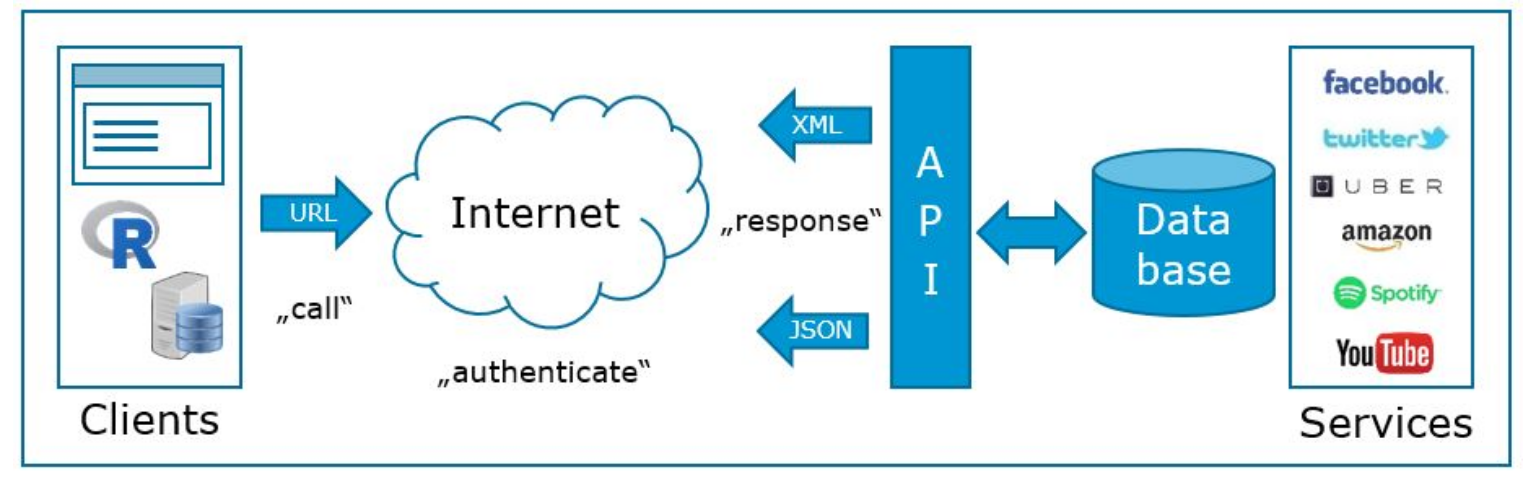 R
Clients
URL
„call“
Internet
„authenticate“
XML
„response“
JSON
A
P
I
Data
base
facebook.
twitter
UBER
amazon
Spotify
YouTube
Services